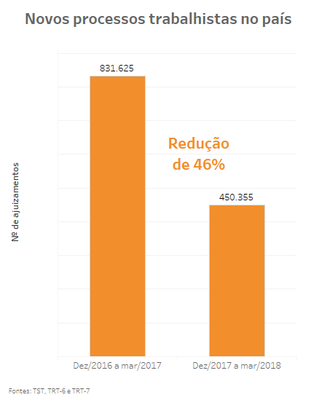 Novos processos trabalhistas no país
831.625
Redução
de 46%
450.355
Nº de ajuizamentos
Dez/2016 a mar/2017
Dez/2017 a mar/2018
Fontes: TST, TRT-6 e TRT-7